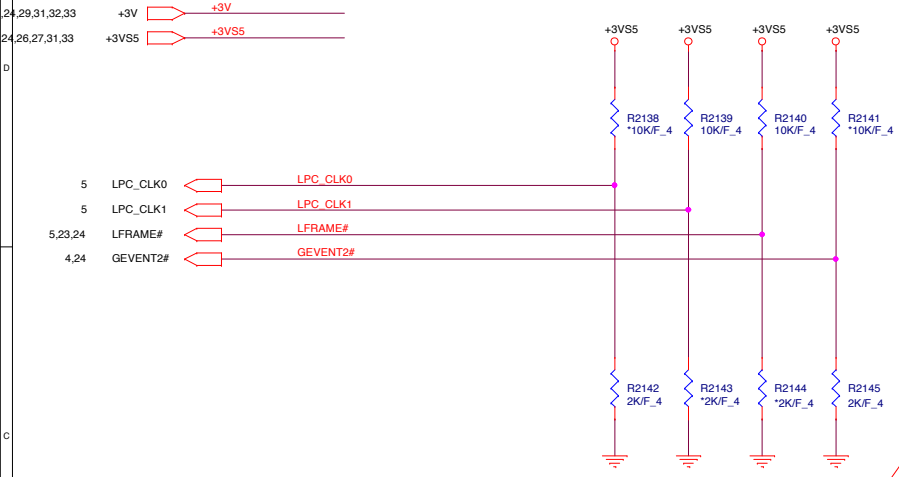 ,24,29,31,32,33 +3V +3V
24,26,27,31,33 +3VS5 +3VS5
+3VS5 +3VS5 +3VS5 +3VS5
D
R2138 R2139 R2140 R2141
*10K/F_4 10K/F_4 10K/F_4 *10K/F_4
5 LPC_CLK0 LPC_CLK0
5 LPC_CLK1 LPC_CLK1
5,23,24 LFRAME# LFRAME#
4,24 GEVENT2# GEVENT2#
R2142 R2143 R2144 R2145
2K/F_4 *2K/F_4 *2K/F_4 2K/F_4
C